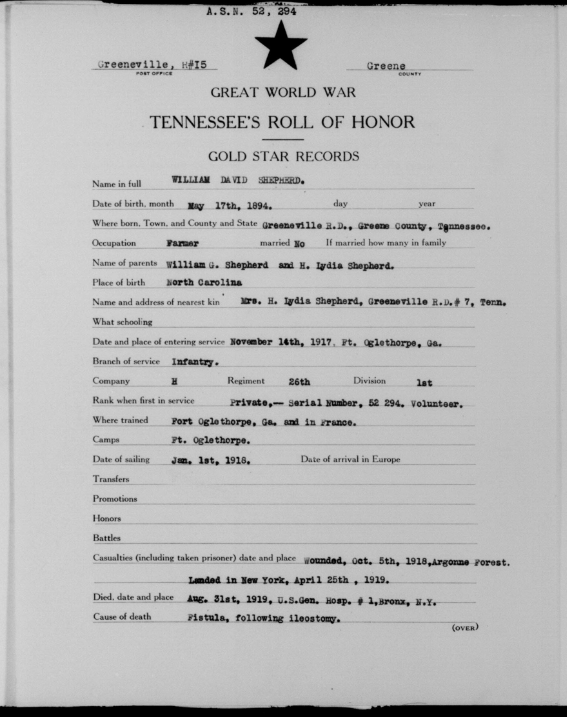 A.S.N. 52, 294
Greeneville, R#15 Greene
POST OFFICE COUNTY
GREAT WORLD WAR
TENNESSEE'S ROLL OF HONOR
GOLD STAR RECORDS
Name in full WILLIAM DAVID SHEPHERD.
Date of birth, month May 17th, 1894. day year
Where born, Town, and County and State Greeneville R.D., Greene County, Tennessee.
Occupation Farmer married No If married how many in family
Name of parents William G. Shepherd and H. Lydia Shepherd.
Place of birth North Carolina
Name and address of nearest kin Mrs. H. Lydia Shepherd, Greeneville R.D.# 7, Tenn.
What schooling
Date and place of entering service November 14th, 1917. Ft. Oglethorpe, Ga.
Branch of service Infantry.
Company H Regiment 26th Division 1st
Rank when first in service Private,— Serial Number, 52 294. Volunteer.
Where trained Fort Oglethorpe, Ga. and in France.
Camps Ft. Oglethorpe.
Date of sailing Jan. 1st, 1918. Date of arrival in Europe
Transfers
Promotions
Honors
Battles
Casualties (including taken prisoner) date and place Wounded, Oct. 5th, 1918,Argonne Forest.
Landed in New York, April 25th , 1919.
Died, date and place Aug. 31st, 1919, U.S.Gen. Hosp. # 1,Bronx, N.Y.
Cause of death Fistula, following ileostomy.
(OVER)